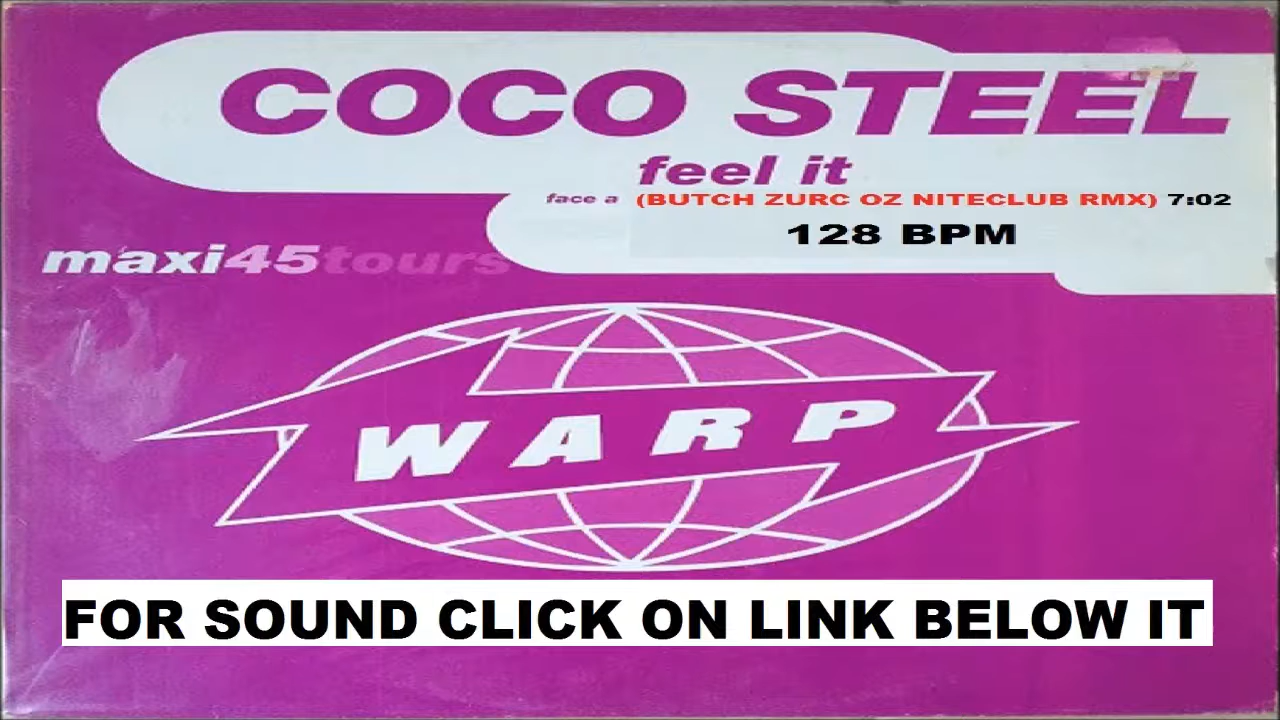 COCO STEEL
feel it
face a (BUTCH ZURC OZ NITECLUB RMX) 7:02
128 BPM
maxi45tours
WARP
FOR SOUND CLICK ON LINK BELOW IT